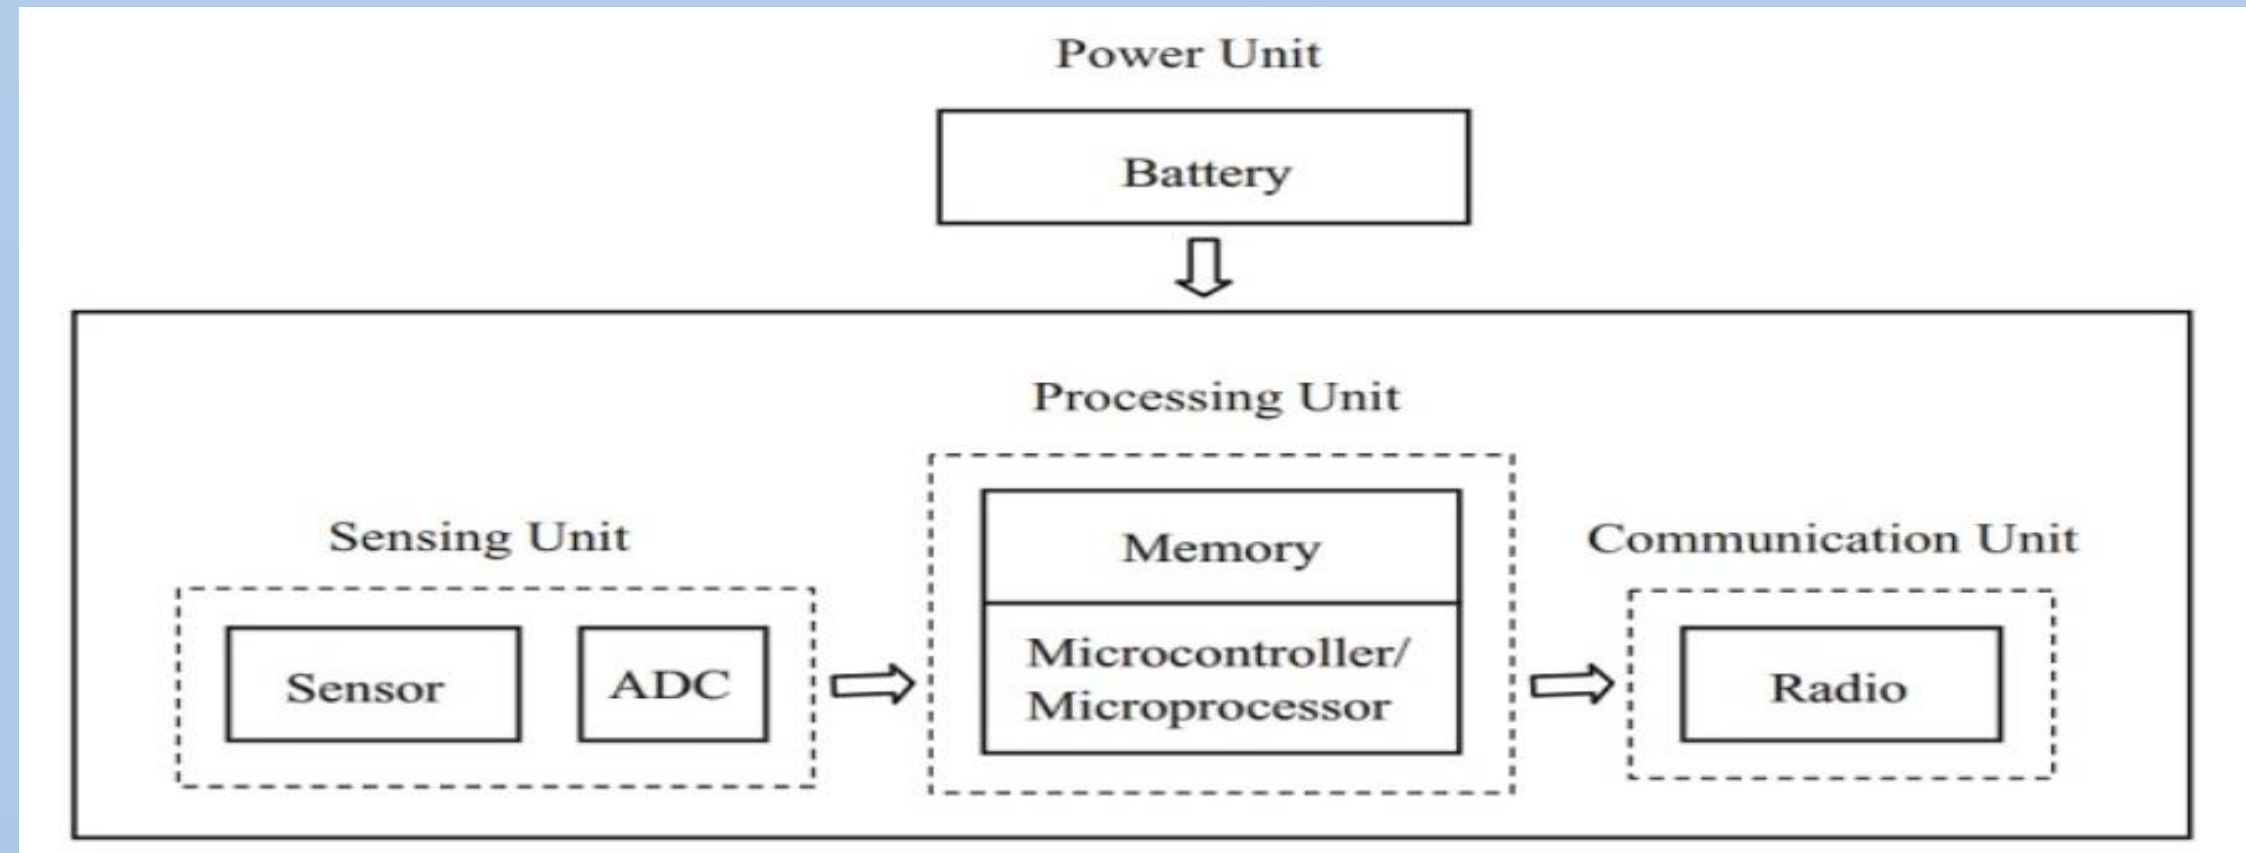 Power Unit
Battery
Processing Unit
Memory
Microcontroller/
Microprocessor
Sensing Unit
Sensor
ADC
Communication Unit
Radio